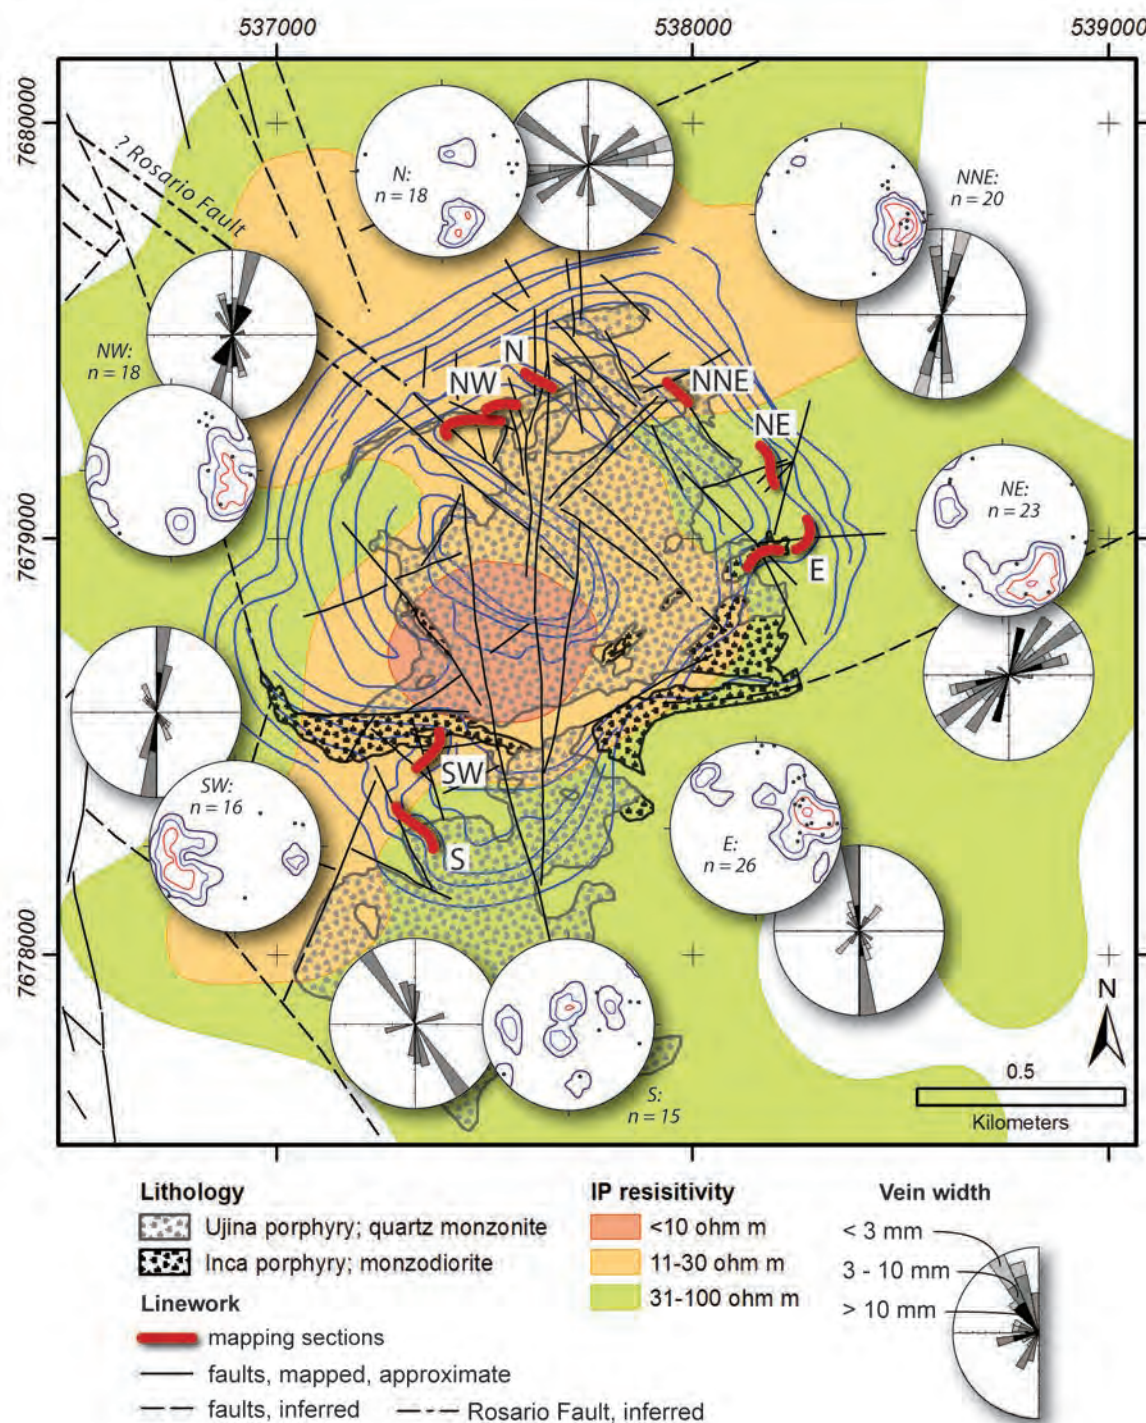 537000
538000
539000
7680000
7679000
7678000
? Rosario Fault
N:
n = 18
NNE:
n = 20
NW:
n = 18
N
NW
NNE
NE
NE:
n = 23
E
SW
SW:
n = 16
S
E:
n = 26
S:
n = 15
N
0.5
Kilometers
Lithology
Ujina porphyry; quartz monzonite
Inca porphyry; monzodiorite
Linework
mapping sections
faults, mapped, approximate
faults, inferred
Rosario Fault, inferred
IP resisitivity
<10 ohm m
11-30 ohm m
31-100 ohm m
Vein width
< 3 mm
3 - 10 mm
> 10 mm